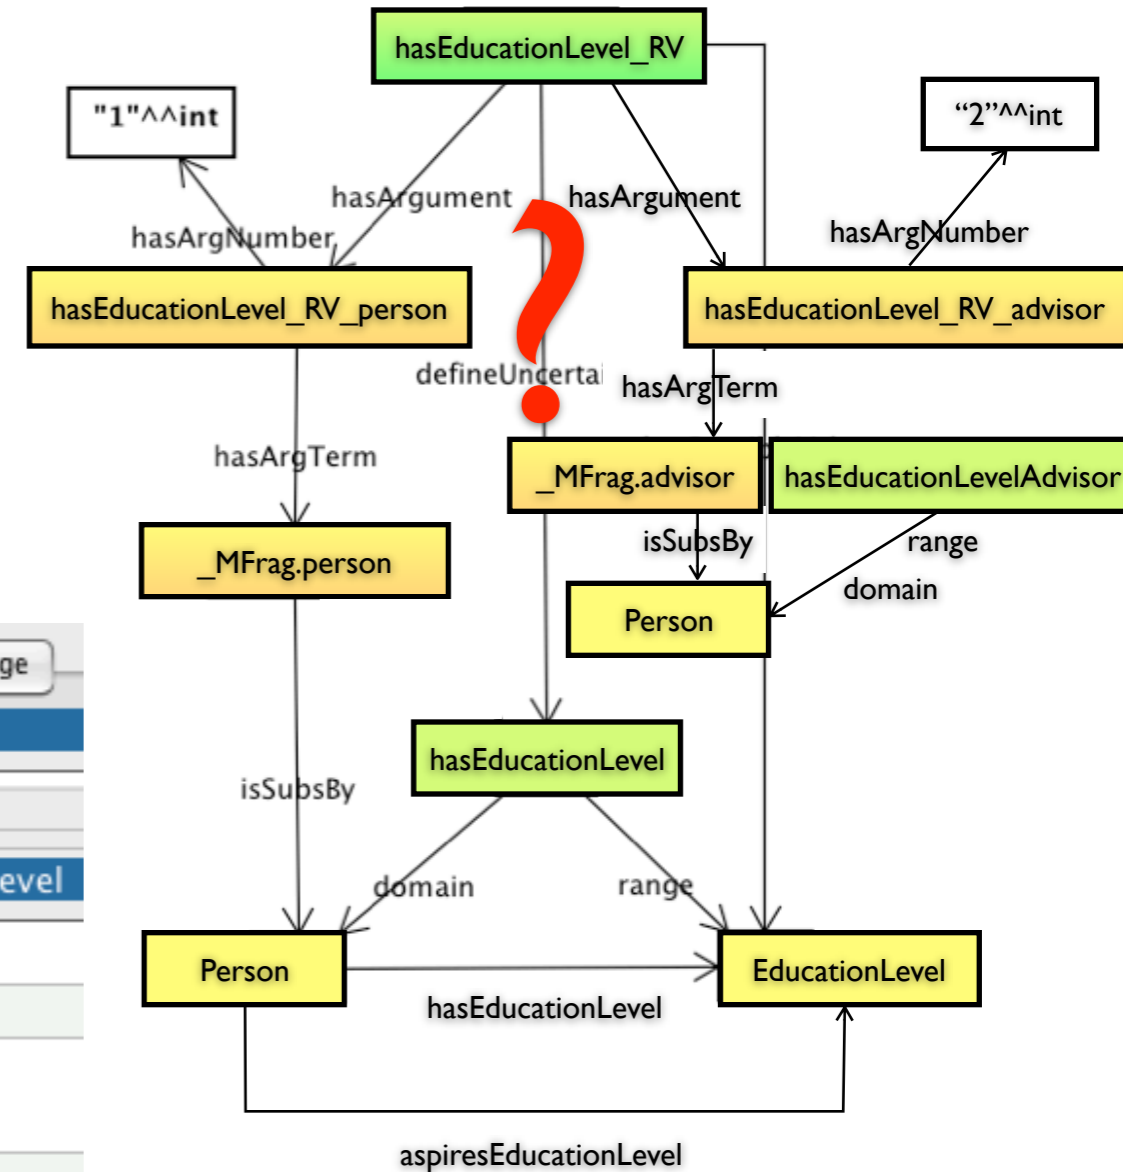 hasEducationLevel_RV
"1"^^int
“2”^^int
hasArgument
hasArgument
hasArgNumber
hasArgNumber
hasEducationLevel_RV_person
?
hasEducationLevel_RV_advisor
defineUncertai
hasArgTerm
hasArgTerm
_MFrag.advisor
hasEducationLevelAdvisor
_MFrag.person
isSubsBy
range
domain
Person
ge
hasEducationLevel
isSubsBy
evel
domain
range
Person
EducationLevel
hasEducationLevel
aspiresEducationLevel